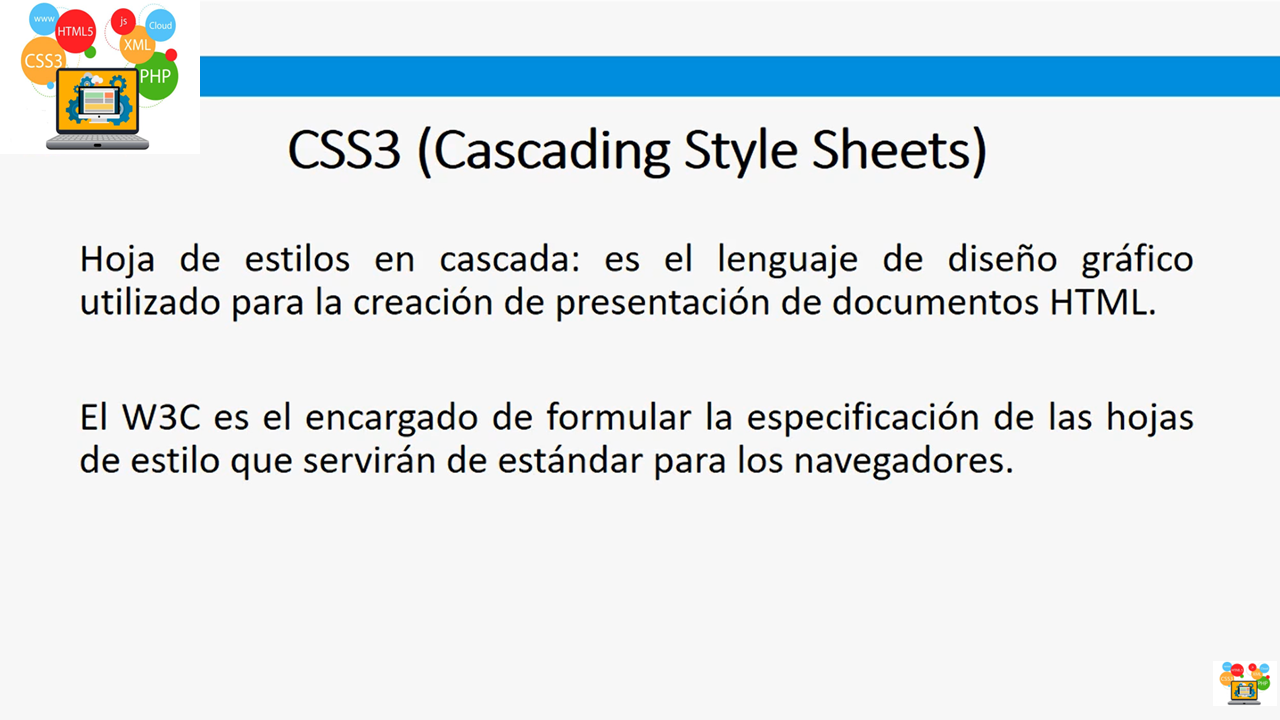 www
HTML5
js
Cloud
XML
CSS3
PHP
CSS3 (Cascading Style Sheets)
Hoja de estilos en cascada: es el lenguaje de diseño gráfico
utilizado para la creación de presentación de documentos HTML.
El W3C es el encargado de formular la especificación de las hojas
de estilo que servirán de estándar para los navegadores.
PHP